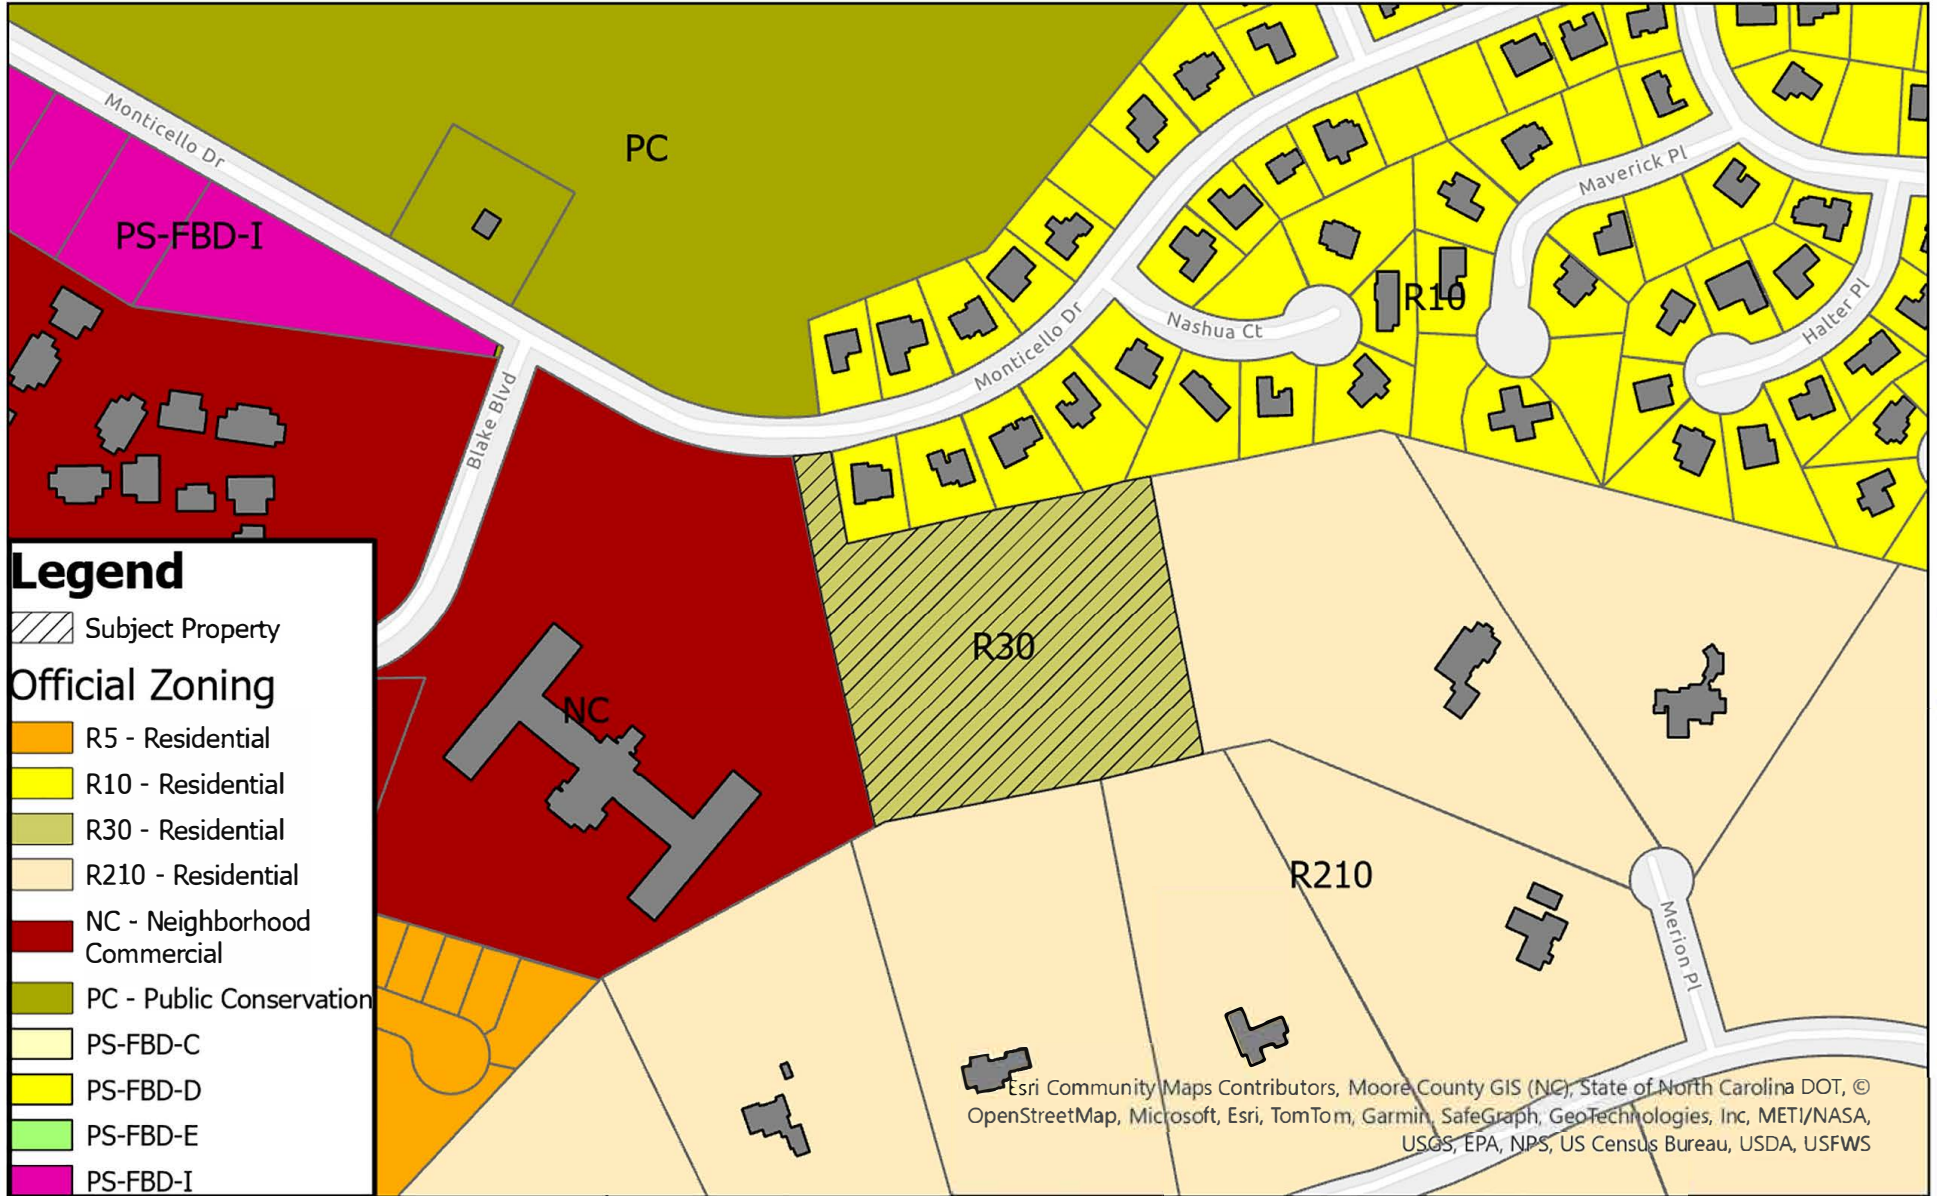 Monticello Dr
PC
PS-FBD-I
Maverick Pl
R10
Nashua Ct
Monticello Dr
Halter Pl
Blake Blvd
R30
NC
R210
Merion Pl
Legend
Subject Property
Official Zoning
R5 - Residential
R10 - Residential
R30 - Residential
R210 - Residential
NC - Neighborhood
Commercial
PC - Public Conservation
PS-FBD-C
PS-FBD-D
PS-FBD-E
PS-FBD-I
Esri Community Maps Contributors, Moore County GIS (NC), State of North Carolina DOT, ©
OpenStreetMap, Microsoft, Esri, TomTom, Garmin, SafeGraph, GeoTechnologies, Inc, METI/NASA,
USGS, EPA, NPS, US Census Bureau, USDA, USFWS